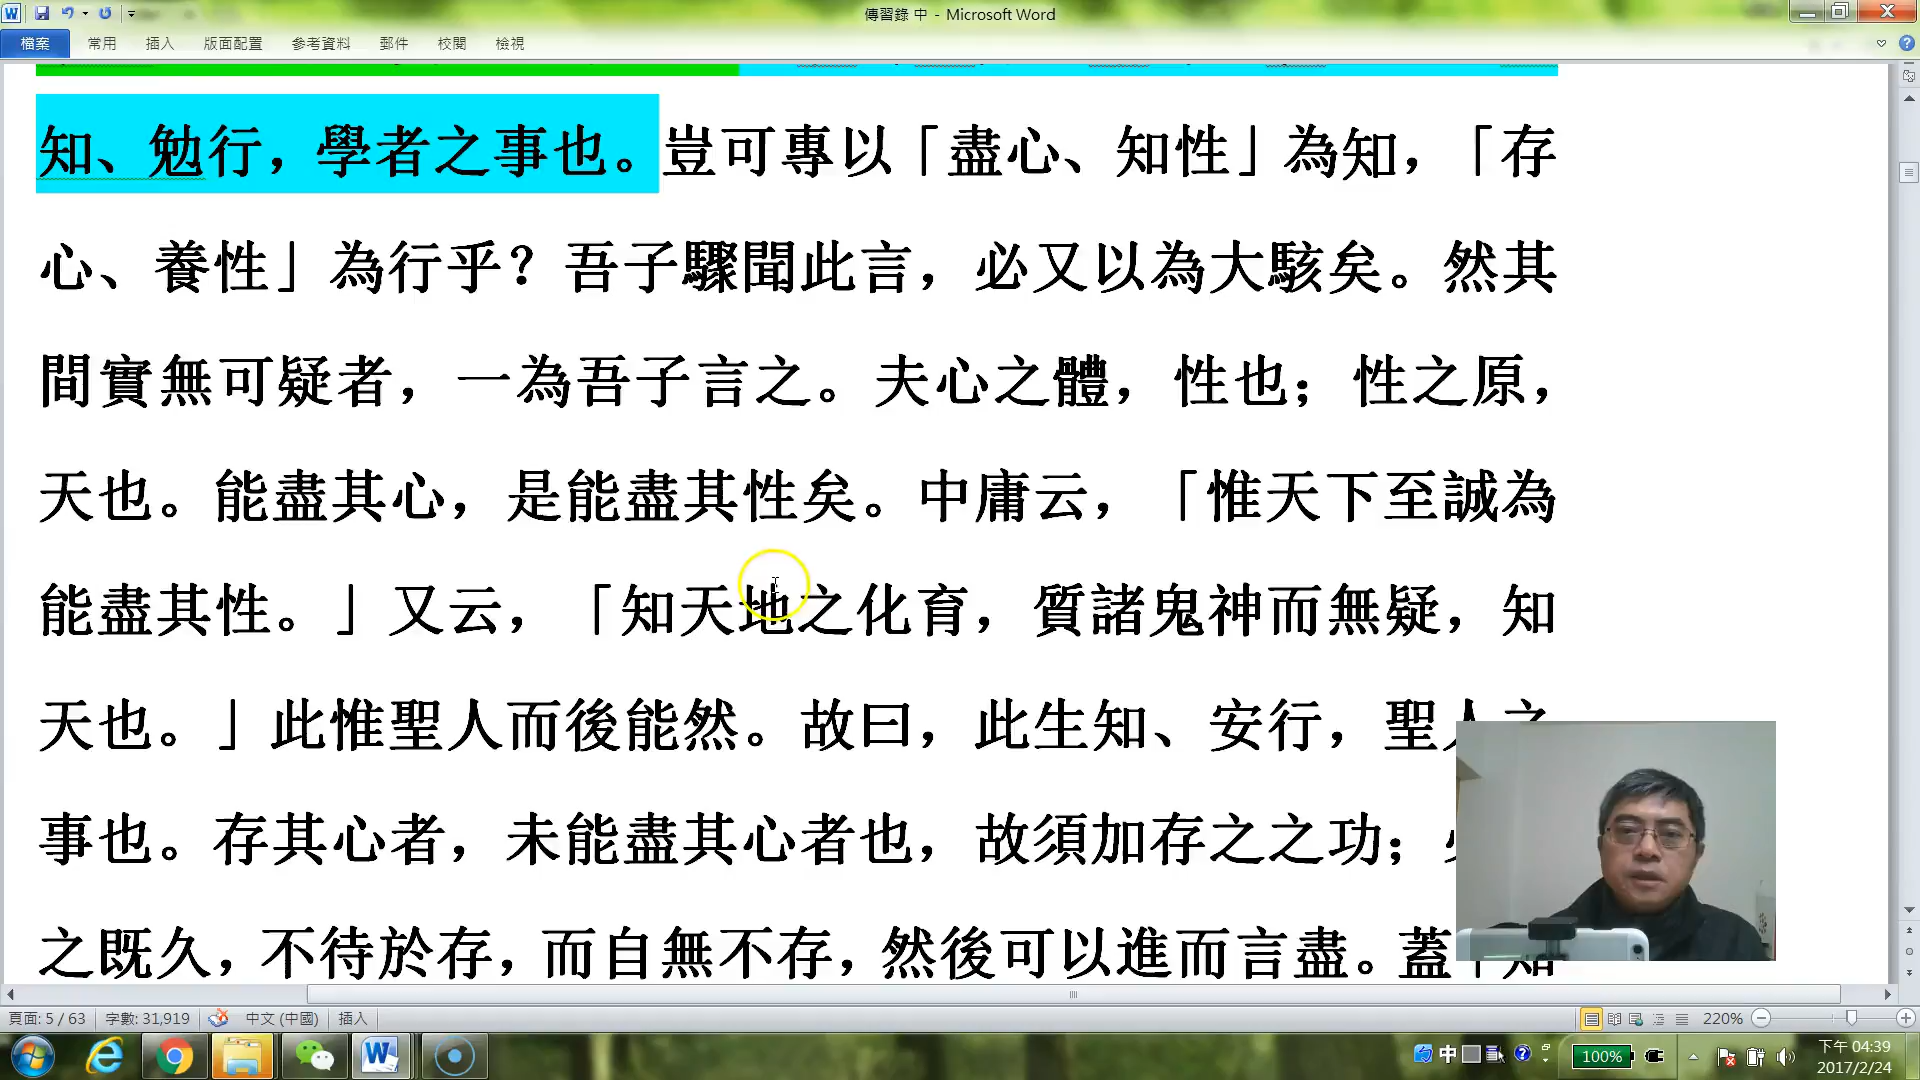 傳習錄 中 - Microsoft Word
檔案 常用 插入 版面配置 參考資料 郵件 校閱 檢視
知、勉行，學者之事也。豈可專以「盡心、知性」為知，「存
心、養性」為行乎？吾子驟聞此言，必又以為大駭矣。然其
間實無可疑者，一為吾子言之。夫心之體，性也；性之原，
天也。能盡其心，是能盡其性矣。中庸云，「惟天下至誠為
能盡其性。」又云，「知天地之化育，質諸鬼神而無疑，知
天也。」此惟聖人而後能然。故曰，此生知、安行，聖人之
事也。存其心者，未能盡其心者也，故須加存之之功；
之既久，不待於存，而自無不存，然後可以進而言盡。蓋
頁面: 5 / 63 字數: 31,919 中文 (中國) 插入 220%
中 100% 下午 04:39
2017/2/24